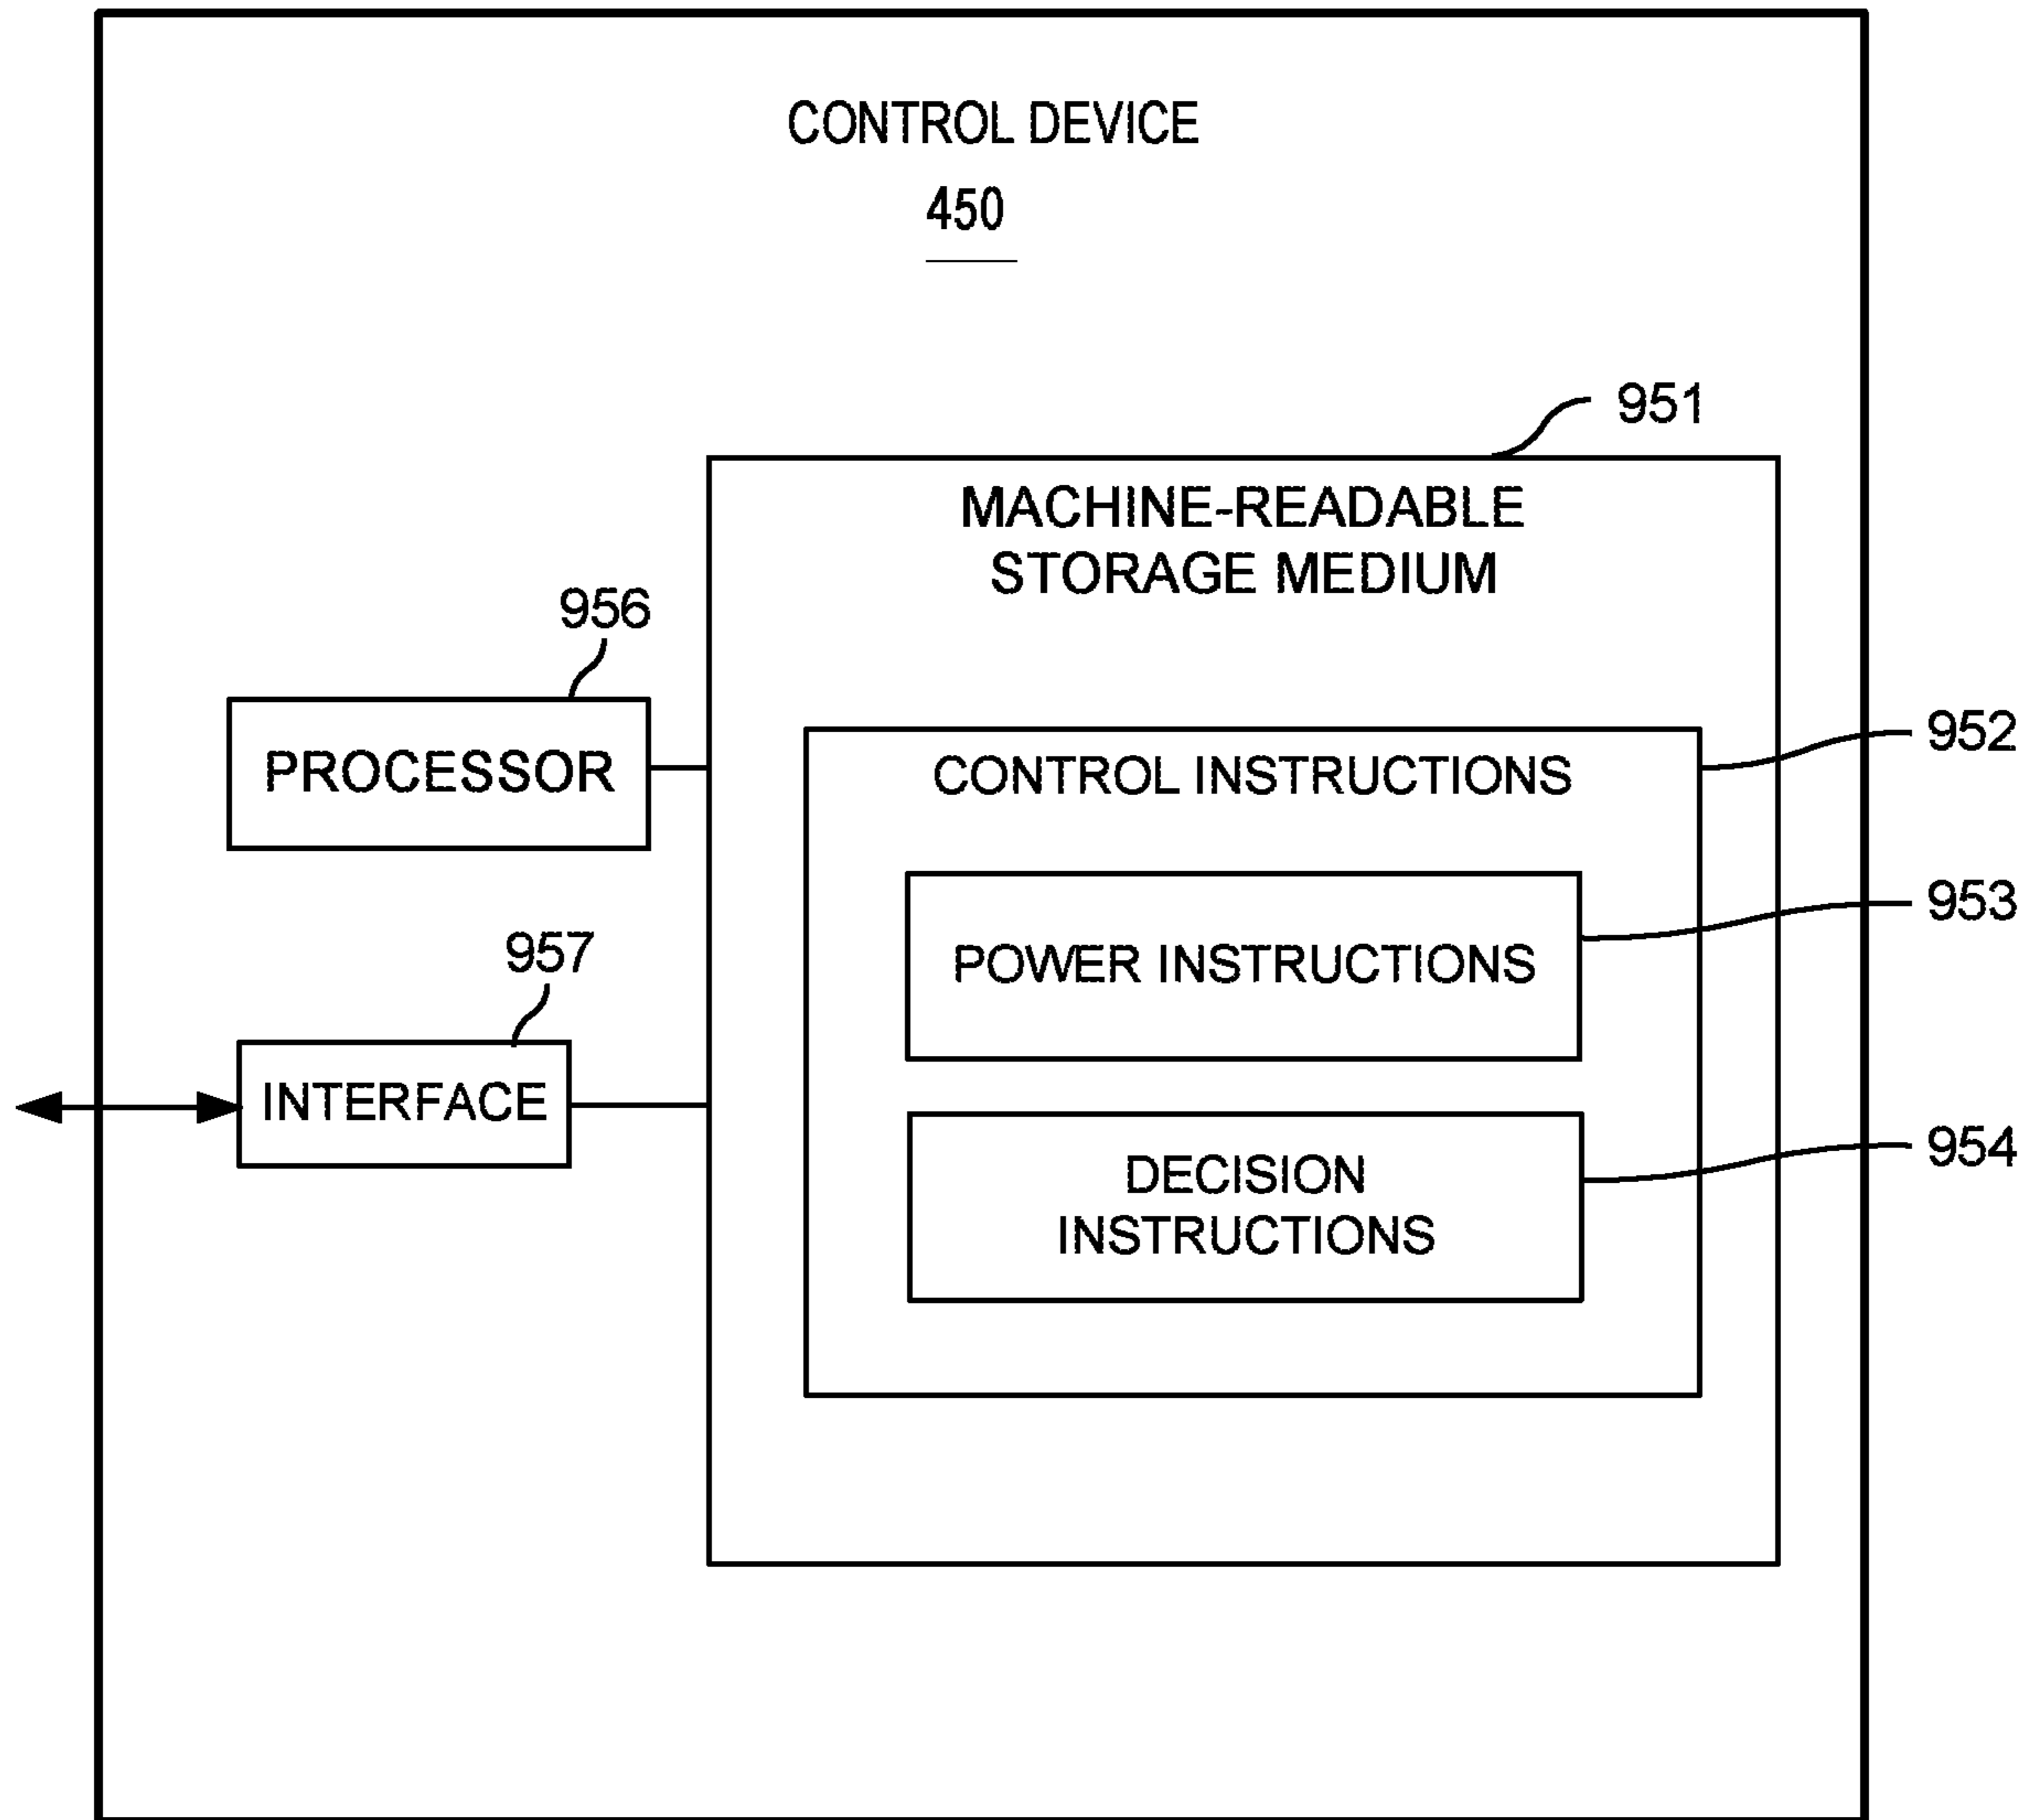 CONTROL DEVICE
450
951
MACHINE-READABLE
STORAGE MEDIUM
956
PROCESSOR
952
CONTROL INSTRUCTIONS
953
POWER INSTRUCTIONS
957
INTERFACE
954
DECISION
INSTRUCTIONS